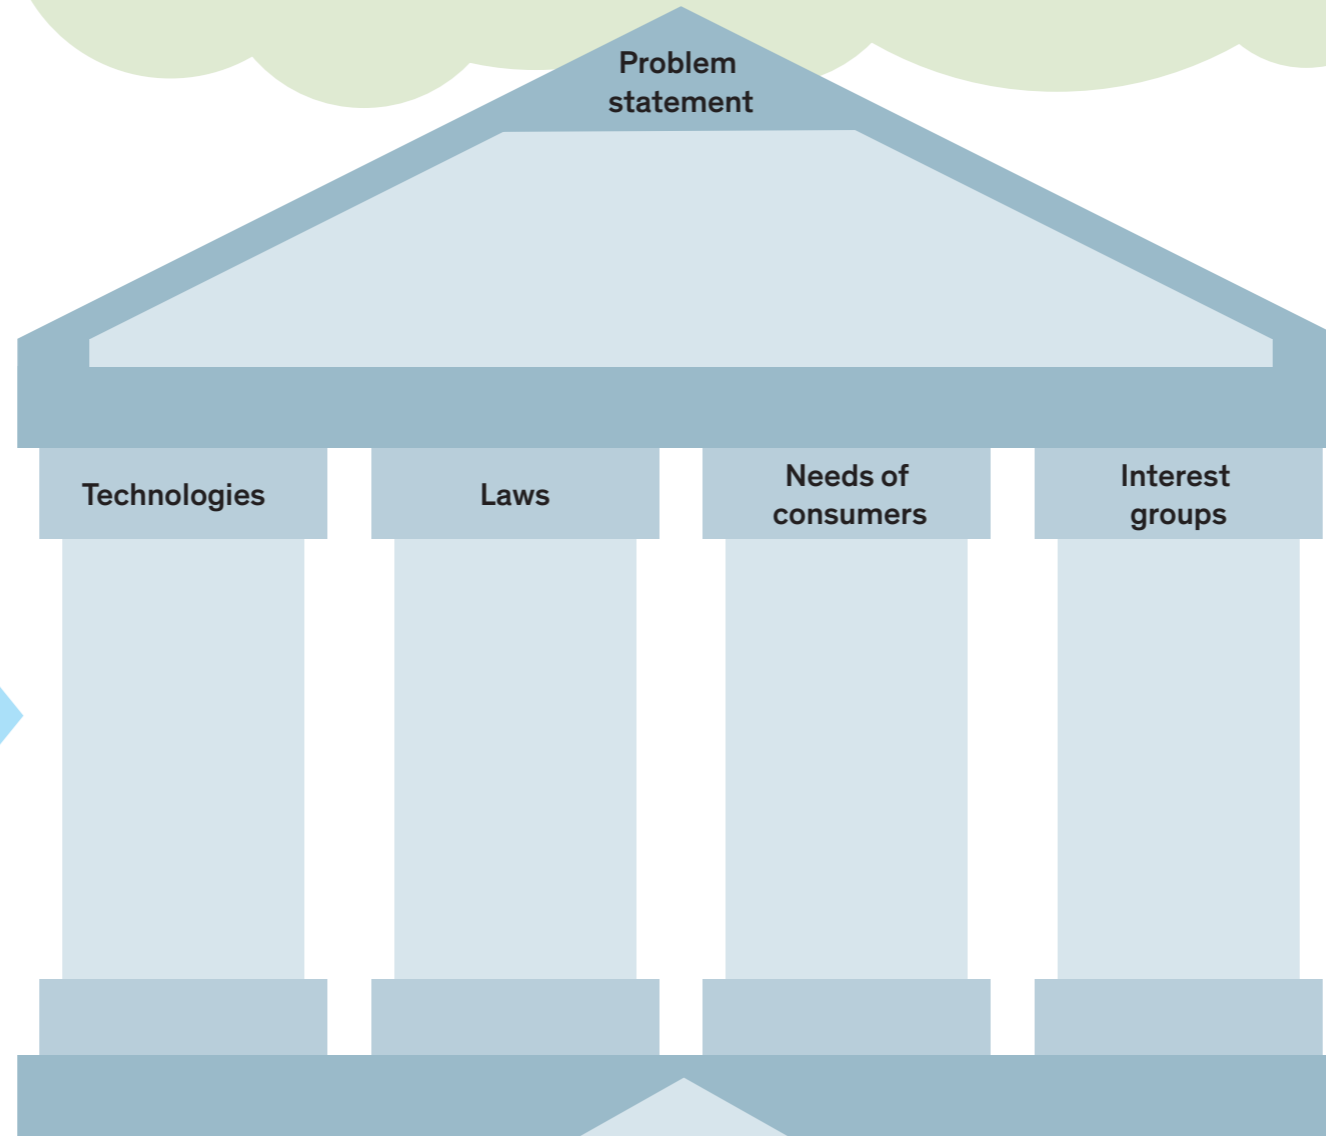 Problem
statement
Technologies
Laws
Needs of
consumers
Interest
groups